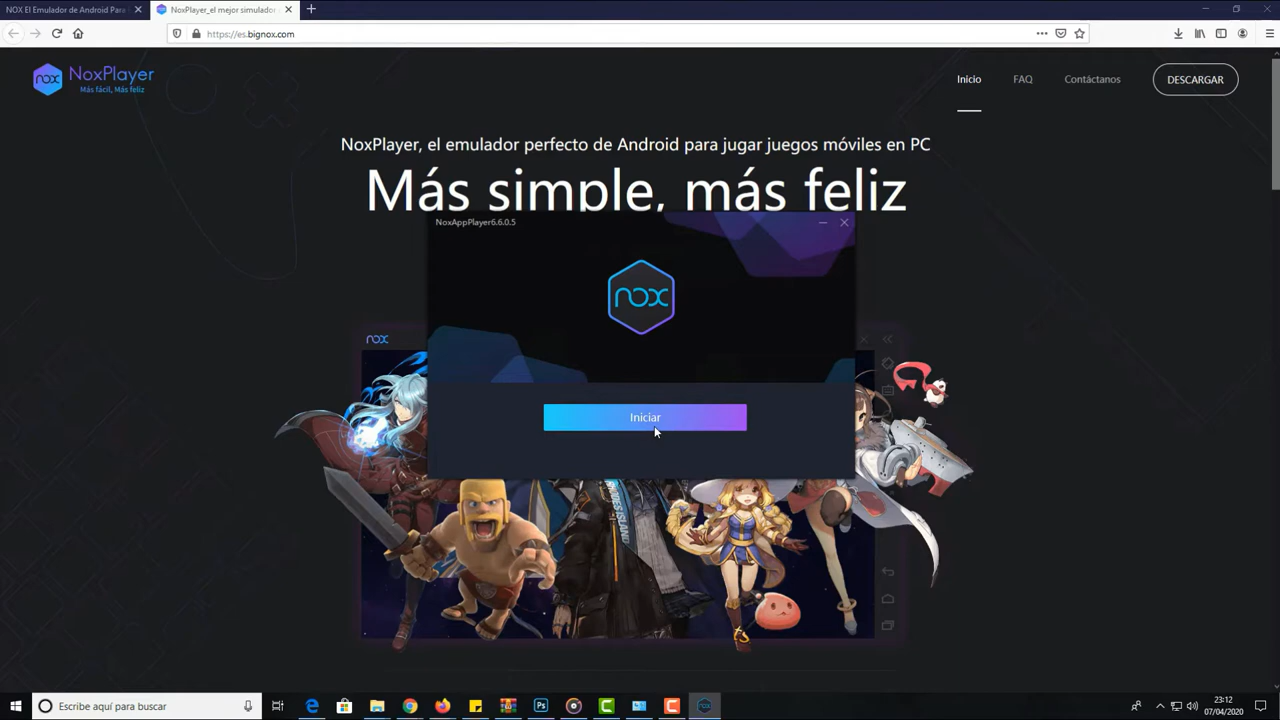 NOX El Emulador de Android Para
NoxPlayer_el mejor simulador
https://es.bignox.com
nox
NoxPlayer
Más fácil, Más feliz
Inicio
FAQ
Contáctanos
DESCARGAR
NoxPlayer, el emulador perfecto de Android para jugar juegos móviles en PC
Más simple, más feliz
NoxAppPlayer6.6.0.5
nox
nox
Iniciar
Escribe aquí para buscar
Ps
23:12
07/04/2020